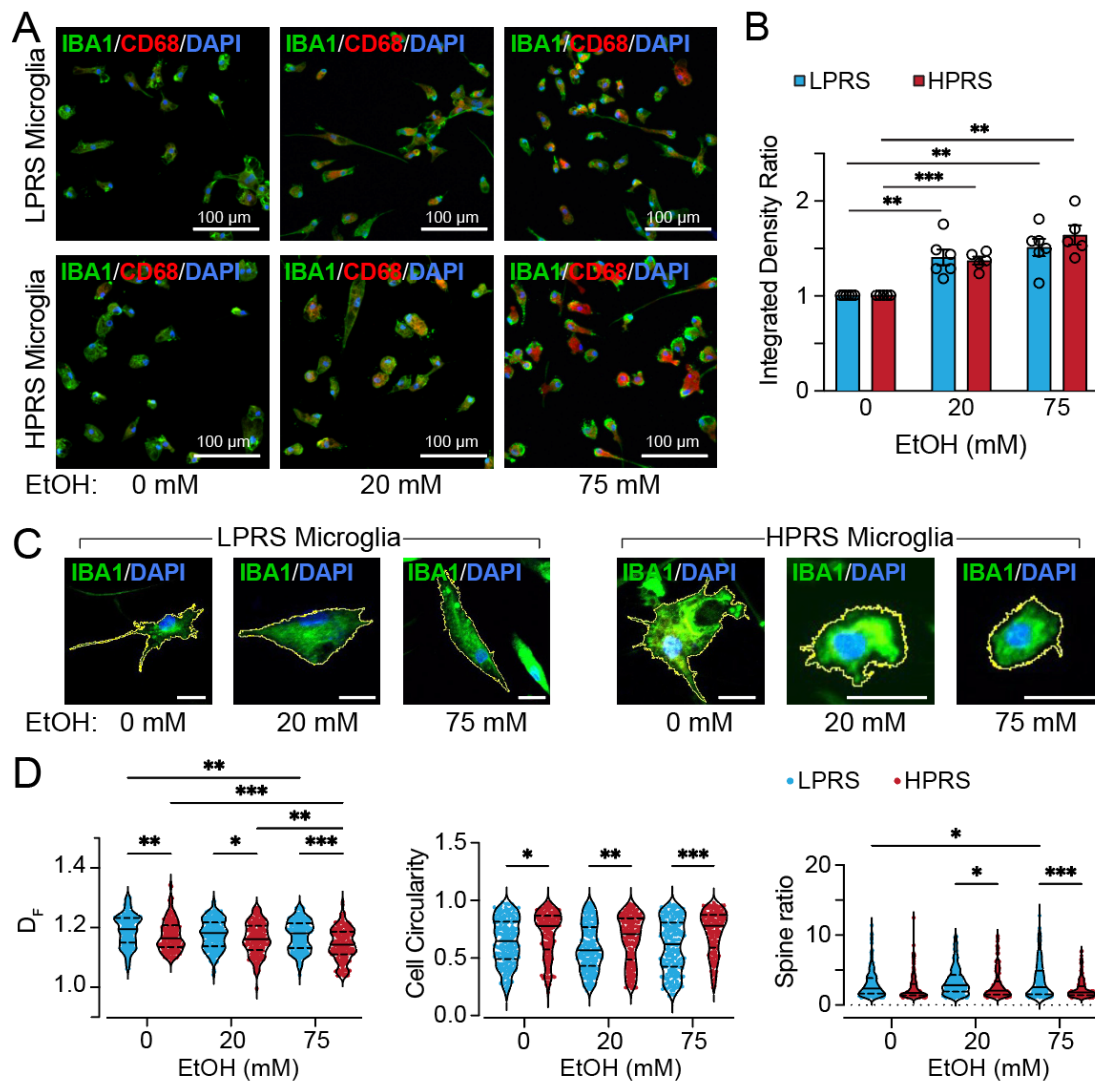 A
LPRS Microglia
IBA1/CD68/DAPI
IBA1/CD68/DAPI
IBA1/CD68/DAPI
100 µm
100 µm
100 µm
HPRS Microglia
IBA1/CD68/DAPI
IBA1/CD68/DAPI
IBA1/CD68/DAPI
100 µm
100 µm
100 µm
EtOH: 0 mM 20 mM 75 mM
B
LPRS HPRS
**
**
***
**
Integrated Density Ratio
2
1
0
0 20 75
EtOH (mM)
C
LPRS Microglia
HPRS Microglia
IBA1/DAPI
IBA1/DAPI
IBA1/DAPI
IBA1/DAPI
IBA1/DAPI
IBA1/DAPI
EtOH: 0 mM 20 mM 75 mM 0 mM 20 mM 75 mM
D
**
***
**
** * ***
DF
1.4
1.2
1.0
0 20 75
EtOH (mM)
* ** ***
Cell Circularity
1.5
1.0
0.5
0.0
0 20 75
EtOH (mM)
LPRS HPRS
*
* ***
Spine ratio
20
10
0
0 20 75
EtOH (mM)